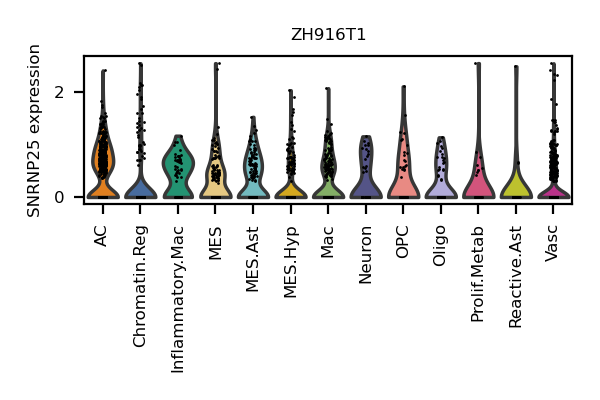 ZH916T1
SNRNP25 expression
2
0
AC
Chromatin.Reg
Inflammatory.Mac
MES
MES.Ast
MES.Hyp
Mac
Neuron
OPC
Oligo
Prolif.Metab
Reactive.Ast
Vasc